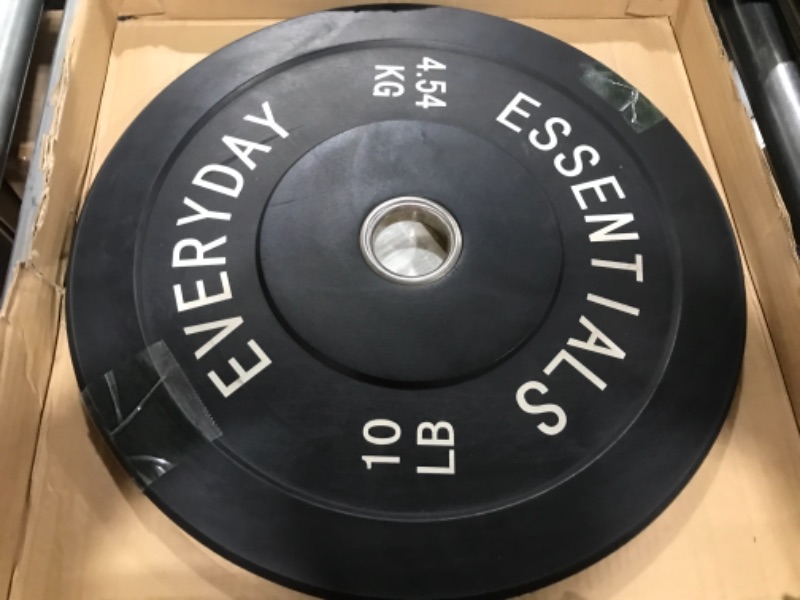 EVERYDAY
ESSENTIALS
4.54
KG
10
LB